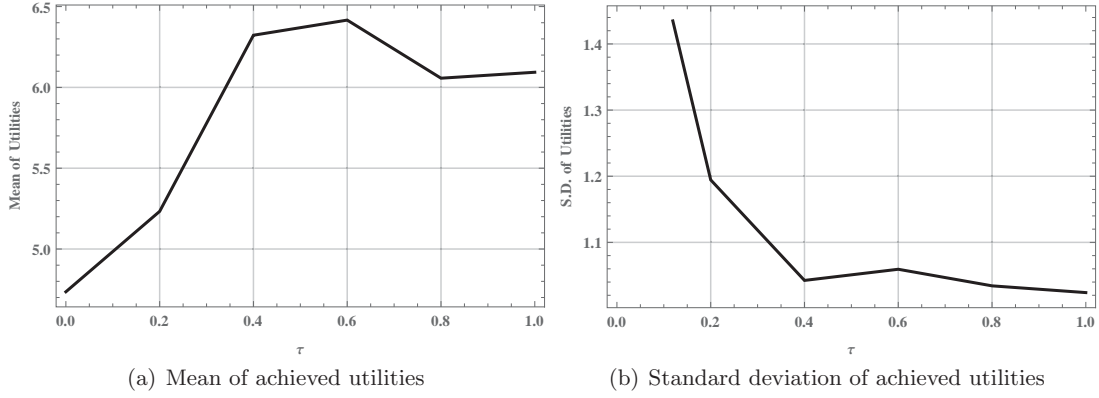 6.5
6.0
5.5
5.0
Mean of Utilities
0.0 0.2 0.4 0.6 0.8 1.0
τ
(a) Mean of achieved utilities
1.4
1.3
1.2
1.1
S.D. of Utilities
0.0 0.2 0.4 0.6 0.8 1.0
τ
(b) Standard deviation of achieved utilities